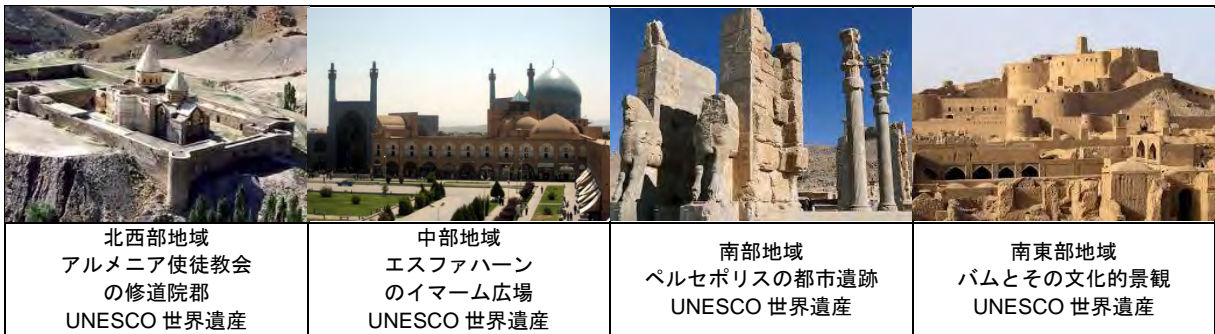 北西部地域
アルメニア使徒教会
の修道院郡
UNESCO 世界遺産
中部地域
エスファハーン
のイマーム広場
UNESCO 世界遺産
南部地域
ペルセポリスの都市遺跡
UNESCO 世界遺産
南東部地域
バムとその文化的景観
UNESCO 世界遺産